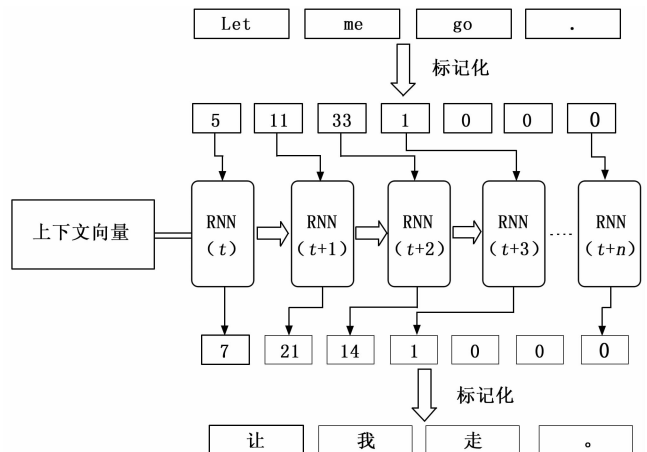 Let me go .
标记化
5 11 33 1 0 0 0
上下文向量
RNN RNN RNN RNN RNN
(t) (t+1) (t+2) (t+3) ····· (t+n)
7 21 14 1 0 0 0
标记化
让 我 走 。